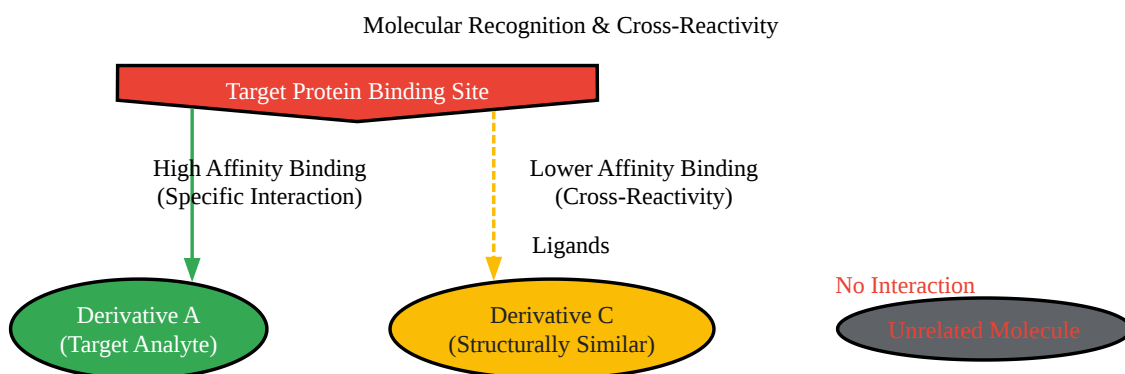 Molecular Recognition & Cross-Reactivity
Target Protein Binding Site
High Affinity Binding
(Specific Interaction)
Lower Affinity Binding
(Cross-Reactivity)
Ligands
No Interaction
Derivative A
(Target Analyte)
Derivative C
(Structurally Similar)
Unrelated Molecule